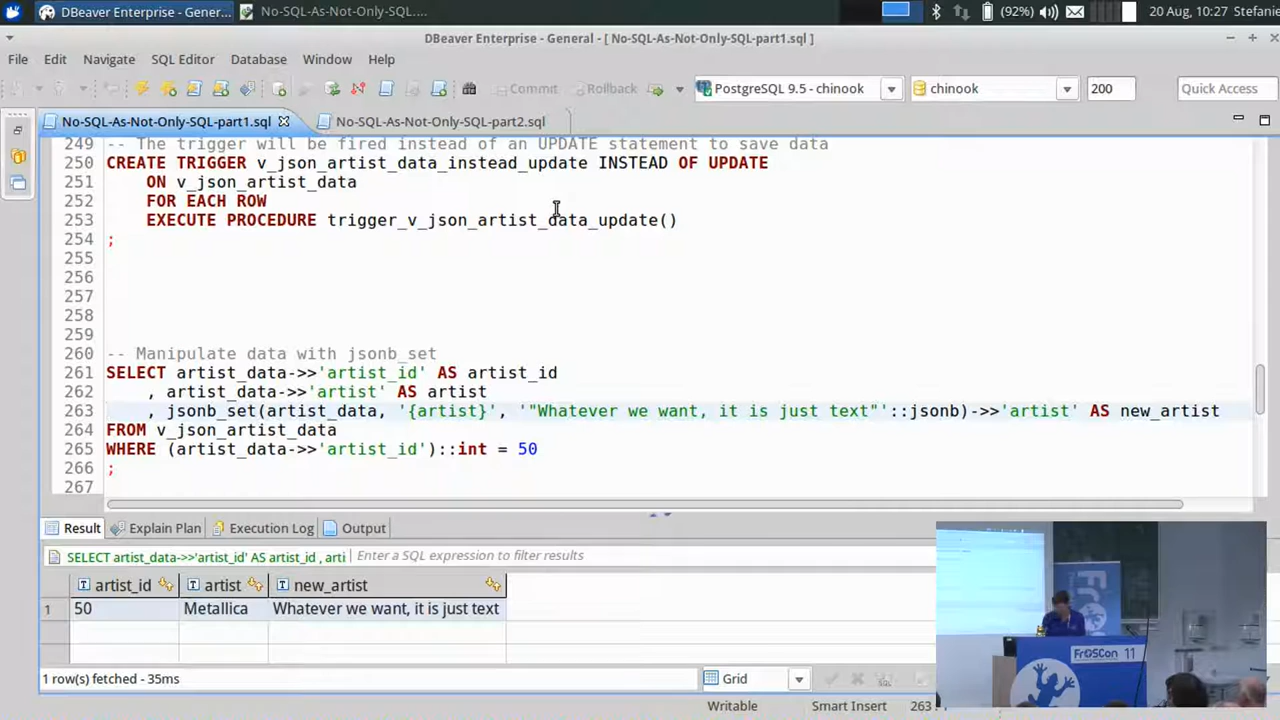 DBeaver Enterprise - Gener...
No-SQL-As-Not-Only-SQL....
(92%)
20 Aug, 10:27 Stefanie
DBeaver Enterprise - General - [ No-SQL-As-Not-Only-SQL-part1.sql ]
File Edit Navigate SQL Editor Database Window Help
Commit Rollback PostgreSQL 9.5 - chinook chinook 200 Quick Access
No-SQL-As-Not-Only-SQL-part1.sql No-SQL-As-Not-Only-SQL-part2.sql
249 -- The trigger will be fired instead of an UPDATE statement to save data
250 CREATE TRIGGER v_json_artist_data_instead_update INSTEAD OF UPDATE
251 ON v_json_artist_data
252 FOR EACH ROW
253 EXECUTE PROCEDURE trigger_v_json_artist_data_update()
254 ;
255
256
257
258
259
260 -- Manipulate data with jsonb_set
261 SELECT artist_data->>'artist_id' AS artist_id
262 , artist_data->>'artist' AS artist
263 , jsonb_set(artist_data, '{artist}', '"Whatever we want, it is just text"'::jsonb)->>'artist' AS new_artist
264 FROM v_json_artist_data
265 WHERE (artist_data->>'artist_id')::int = 50
266 ;
267
Result Explain Plan Execution Log Output
SELECT artist_data->>'artist_id' AS artist_id , arti Enter a SQL expression to filter results
artist_id artist new_artist
1 50 Metallica Whatever we want, it is just text
1 row(s) fetched - 35ms
Grid
Writable Smart Insert
FrOSCon 11